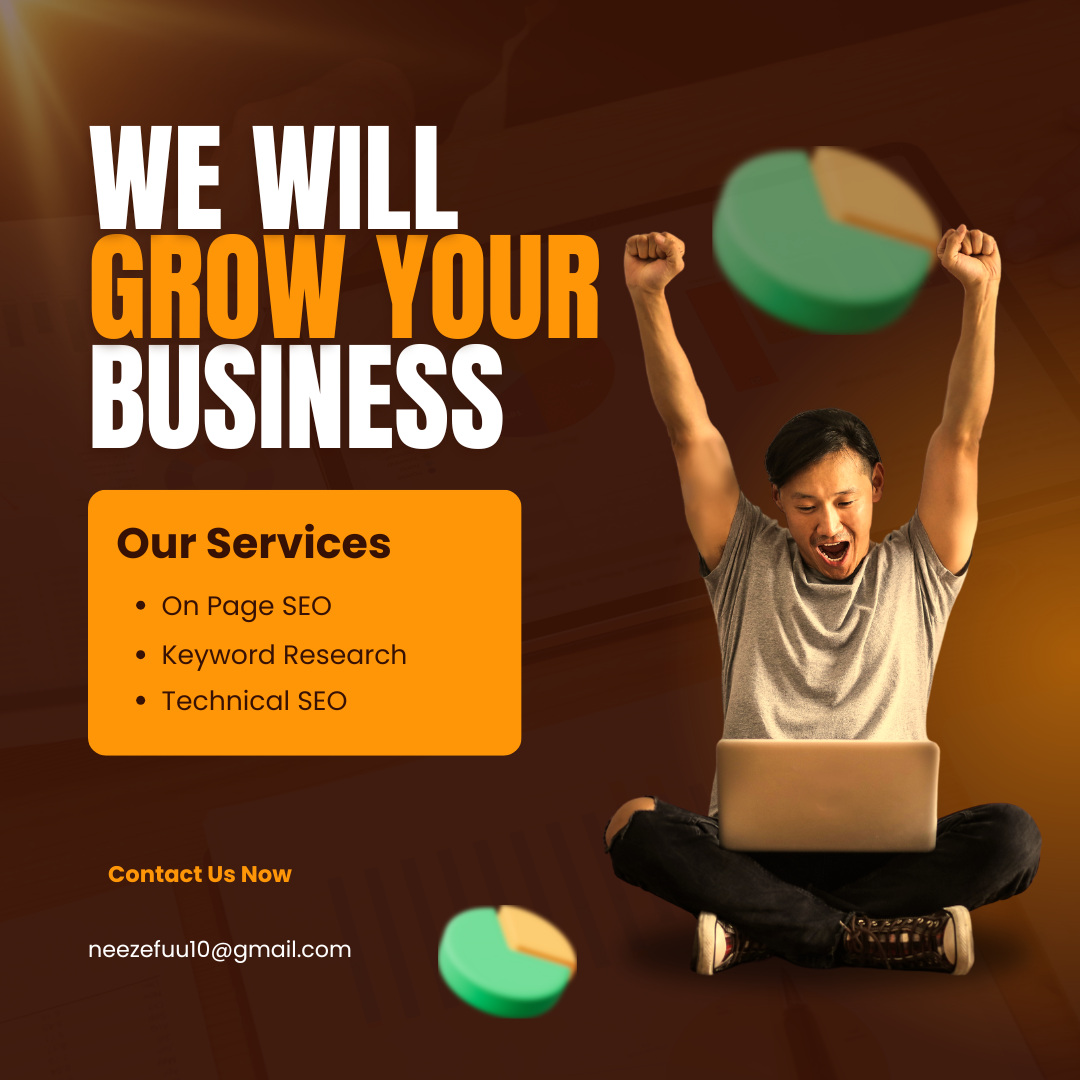 WE WILL
GROW YOUR
BUSINESS
Our Services
• On Page SEO
• Keyword Research
• Technical SEO
Contact Us Now
neezefuu10@gmail.com